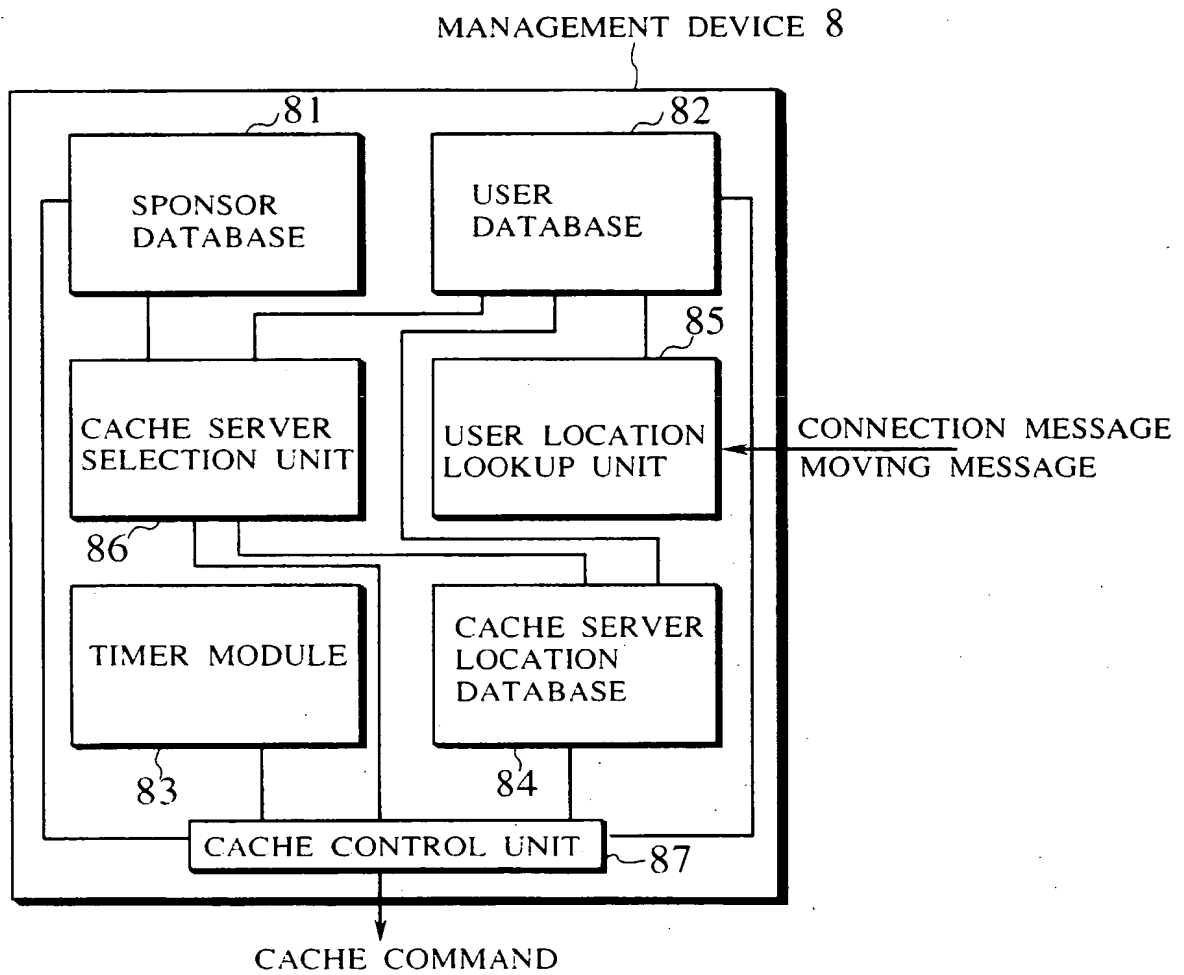 MANAGEMENT DEVICE 8
81
82
SPONSOR
DATABASE
USER
DATABASE
85
CACHE SERVER
SELECTION UNIT
USER LOCATION
LOOKUP UNIT
CONNECTION MESSAGE
MOVING MESSAGE
86
TIMER MODULE
CACHE SERVER
LOCATION
DATABASE
83
84
CACHE CONTROL UNIT
87
CACHE COMMAND